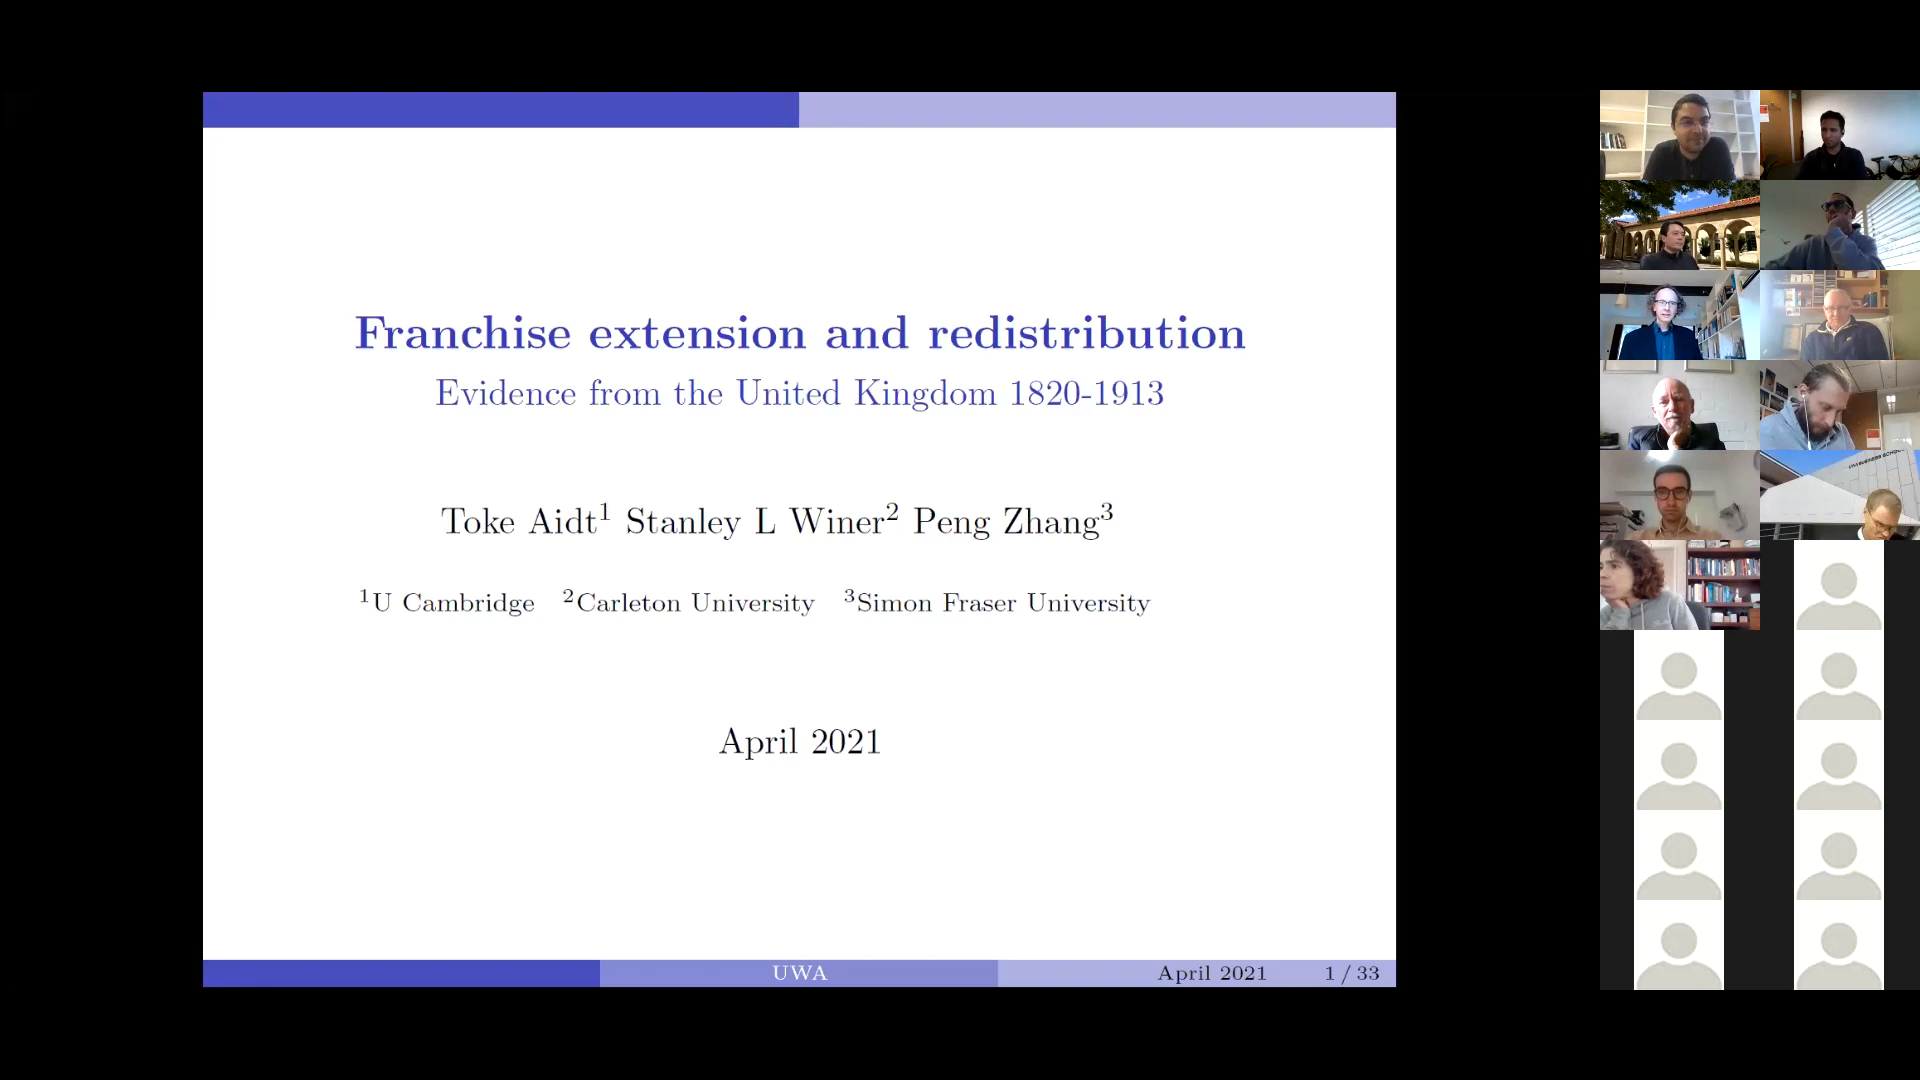 Franchise extension and redistribution
Evidence from the United Kingdom 1820-1913
Toke Aidt¹ Stanley L Winer² Peng Zhang³
¹U Cambridge ²Carleton University ³Simon Fraser University
April 2021
UWA April 2021 1 / 33